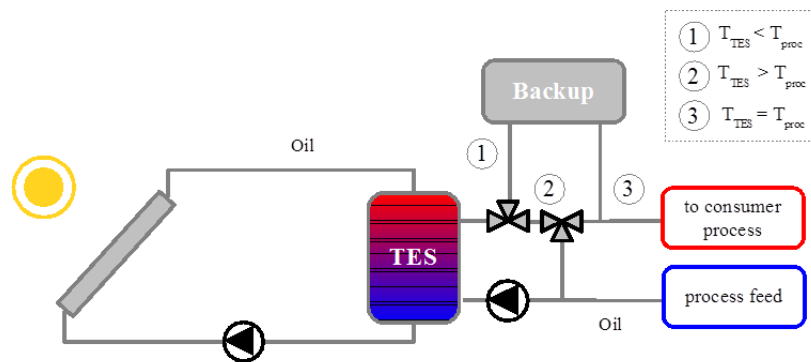 1 T_TES < T_proc
2 T_TES > T_proc
3 T_TES = T_proc
Backup
Oil
1
2
3
to consumer
process
TES
process feed
Oil